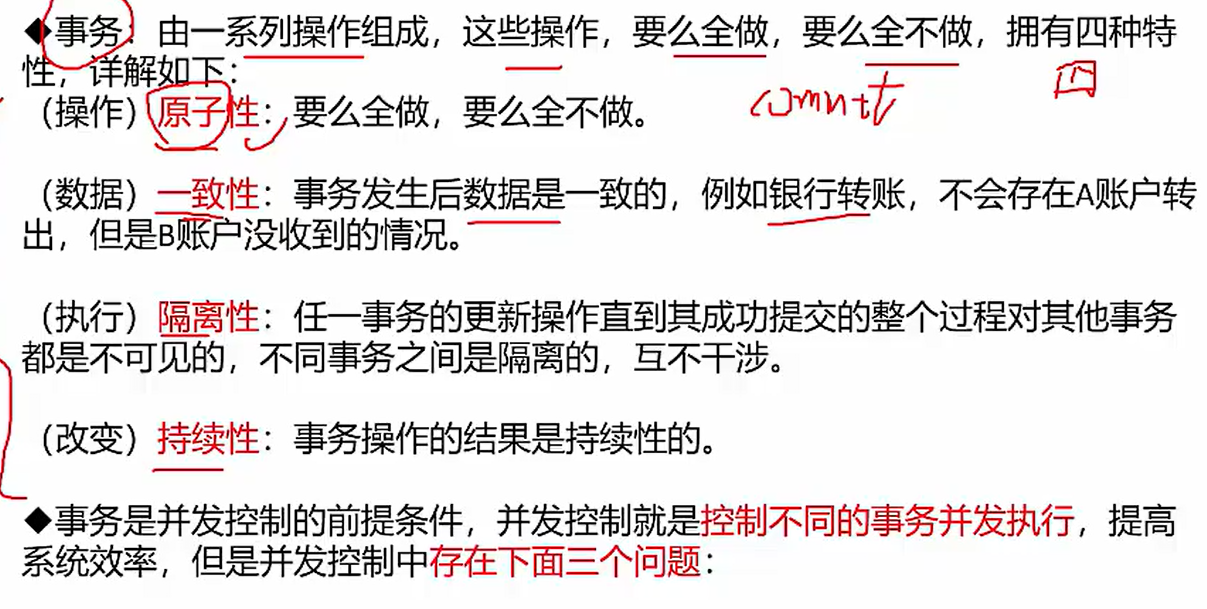 ◆事务：由一系列操作组成，这些操作，要么全做，要么全不做，拥有四种特
性，详解如下：
（操作）原子性：要么全做，要么全不做。
commit
四
（数据）一致性：事务发生后数据是一致的，例如银行转账，不会存在A账户转
出，但是B账户没收到的情况。
（执行）隔离性：任一事务的更新操作直到其成功提交的整个过程对其他事务
都是不可见的，不同事务之间是隔离的，互不干涉。
（改变）持续性：事务操作的结果是持续性的。
◆事务是并发控制的前提条件，并发控制就是控制不同的事务并发执行，提高
系统效率，但是并发控制中存在下面三个问题：